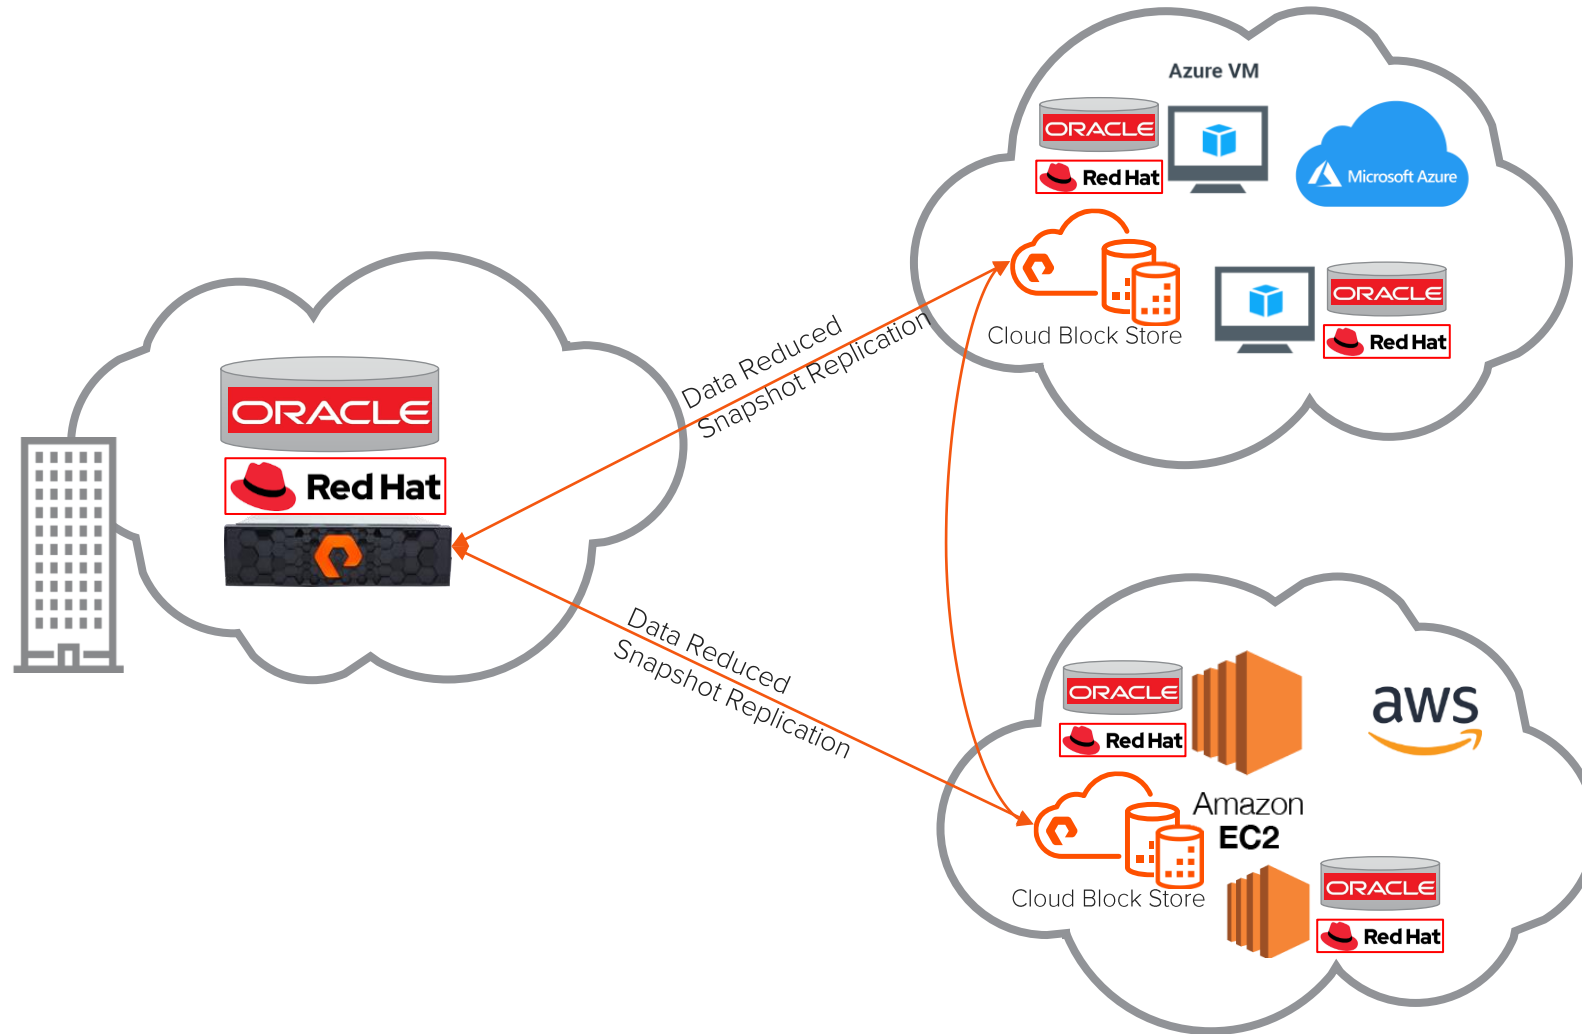 ORACLE
Red Hat
Data Reduced
Snapshot Replication
Data Reduced
Snapshot Replication
Azure VM
ORACLE
Red Hat
Microsoft Azure
Cloud Block Store
ORACLE
Red Hat
ORACLE
Red Hat
aws
Amazon
EC2
Cloud Block Store
ORACLE
Red Hat